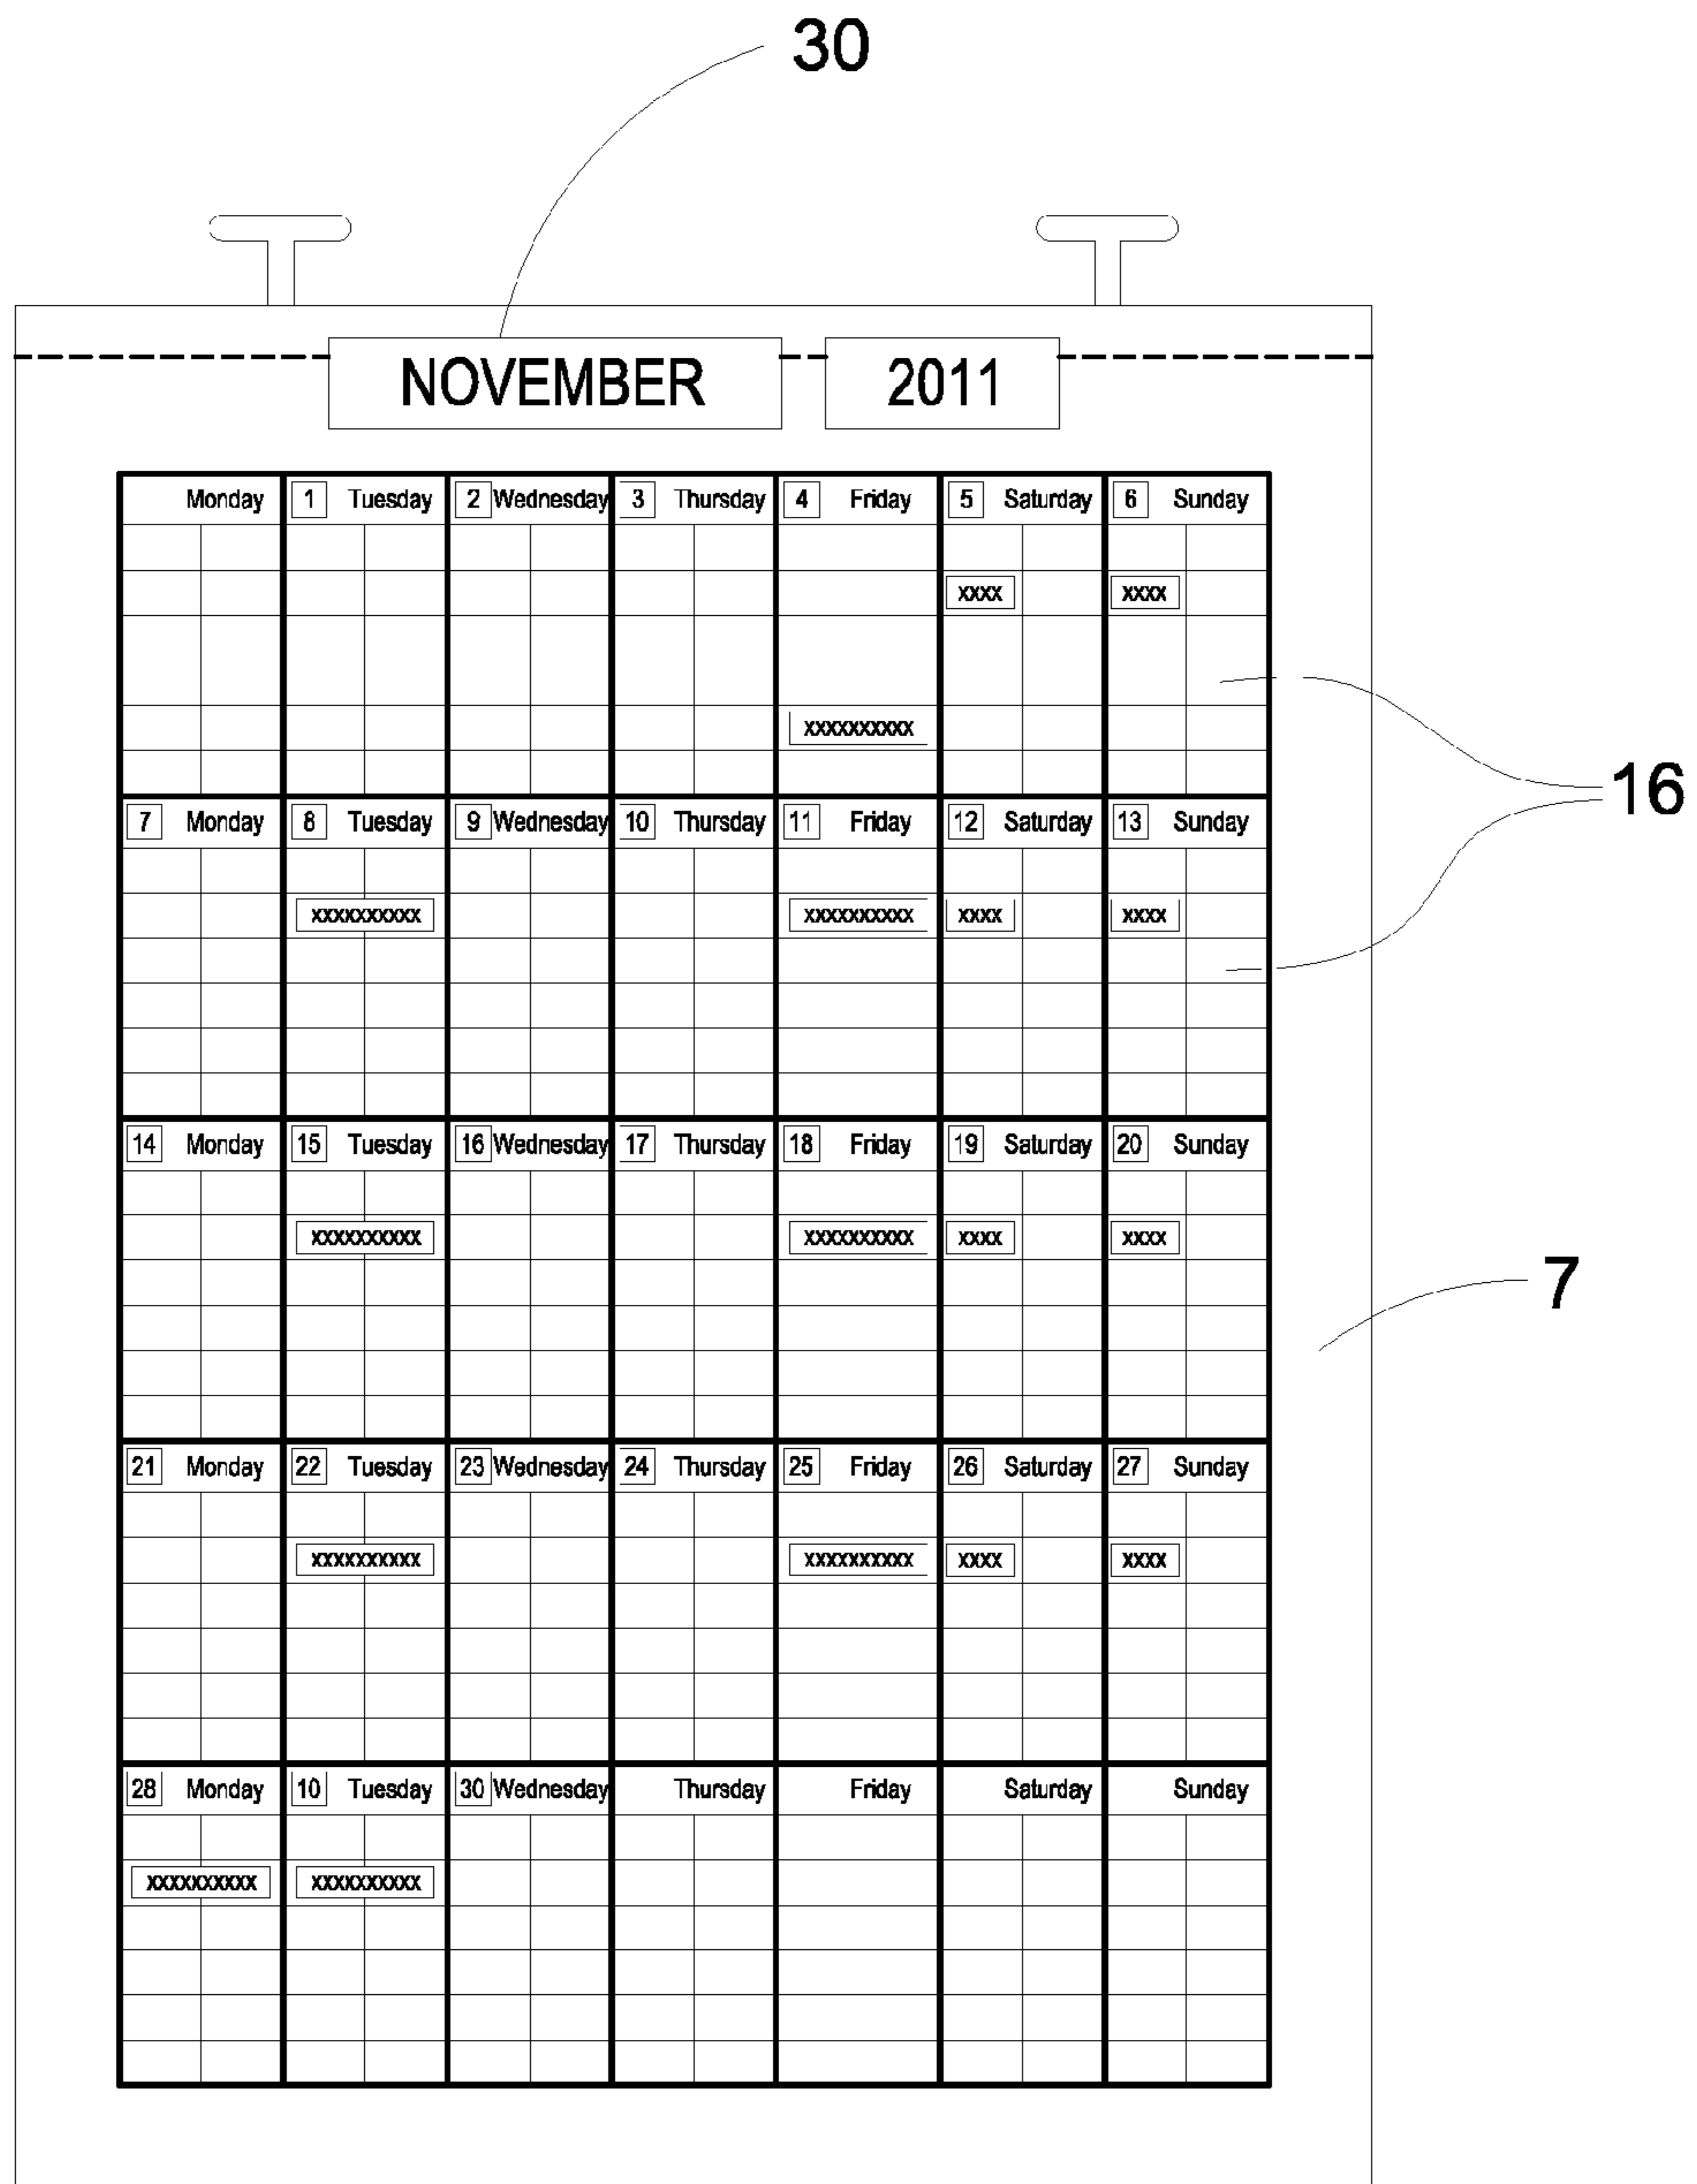 30
NOVEMBER 2011
Monday 1 Tuesday 2 Wednesday 3 Thursday 4 Friday 5 Saturday 6 Sunday
xxxx xxxx
16
xxxxxxxxxx
7 Monday 8 Tuesday 9 Wednesday 10 Thursday 11 Friday 12 Saturday 13 Sunday
xxxxxxxxxx xxxxxxxxxx xxxx xxxx
14 Monday 15 Tuesday 16 Wednesday 17 Thursday 18 Friday 19 Saturday 20 Sunday
xxxxxxxxxx xxxxxxxxxx xxxx xxxx
7
21 Monday 22 Tuesday 23 Wednesday 24 Thursday 25 Friday 26 Saturday 27 Sunday
xxxxxxxxxx xxxxxxxxxx xxxx xxxx
28 Monday 10 Tuesday 30 Wednesday Thursday Friday Saturday Sunday
xxxxxxxxxx xxxxxxxxxx